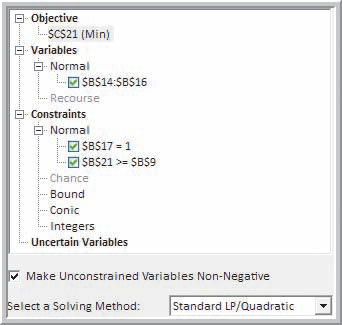 Objective
$C$21 (Min)
Variables
Normal
$B$14:$B$16
Recourse
Constraints
Normal
$B$17 = 1
$B$21 >= $B$9
Chance
Bound
Conic
Integers
Uncertain Variables
Make Unconstrained Variables Non-Negative
Select a Solving Method: Standard LP/Quadratic